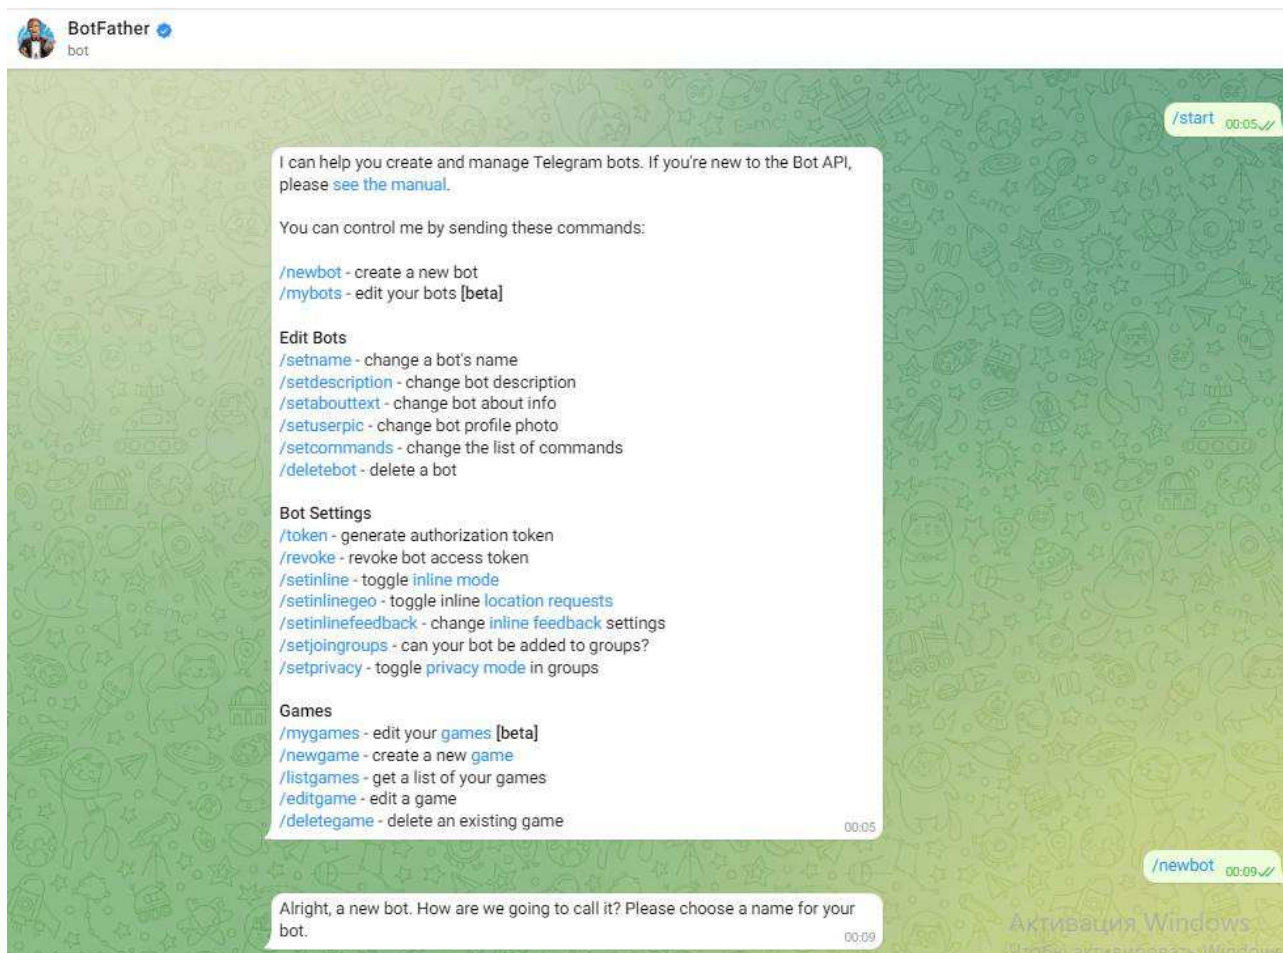 BotFather
bot
/start 00:05
I can help you create and manage Telegram bots. If you're new to the Bot API,
please see the manual.
You can control me by sending these commands:
/newbot - create a new bot
/mybots - edit your bots [beta]
Edit Bots
/setname - change a bot's name
/setdescription - change bot description
/setabouttext - change bot about info
/setuserpic - change bot profile photo
/setcommands - change the list of commands
/deletebot - delete a bot
Bot Settings
/token - generate authorization token
/revoke - revoke bot access token
/setinline - toggle inline mode
/setinlinegeo - toggle inline location requests
/setinlinefeedback - change inline feedback settings
/setjoingroups - can your bot be added to groups?
/setprivacy - toggle privacy mode in groups
Games
/mygames - edit your games [beta]
/newgame - create a new game
/listgames - get a list of your games
/editgame - edit a game
/deletegame - delete an existing game
00:05
/newbot 00:09
Alright, a new bot. How are we going to call it? Please choose a name for your
bot.
00:09
Активация Windows